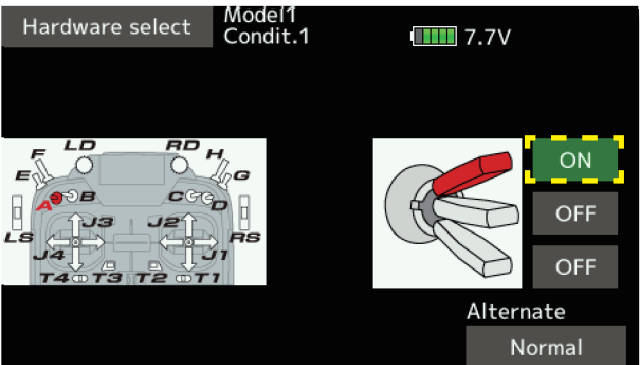 Hardware select
Model1
Condit.1
7.7V
LD RD
F H
E G
A B C D
J3 J2
LS RS
J4 J1
T4 T3 T2 T1
ON
OFF
OFF
Alternate
Normal